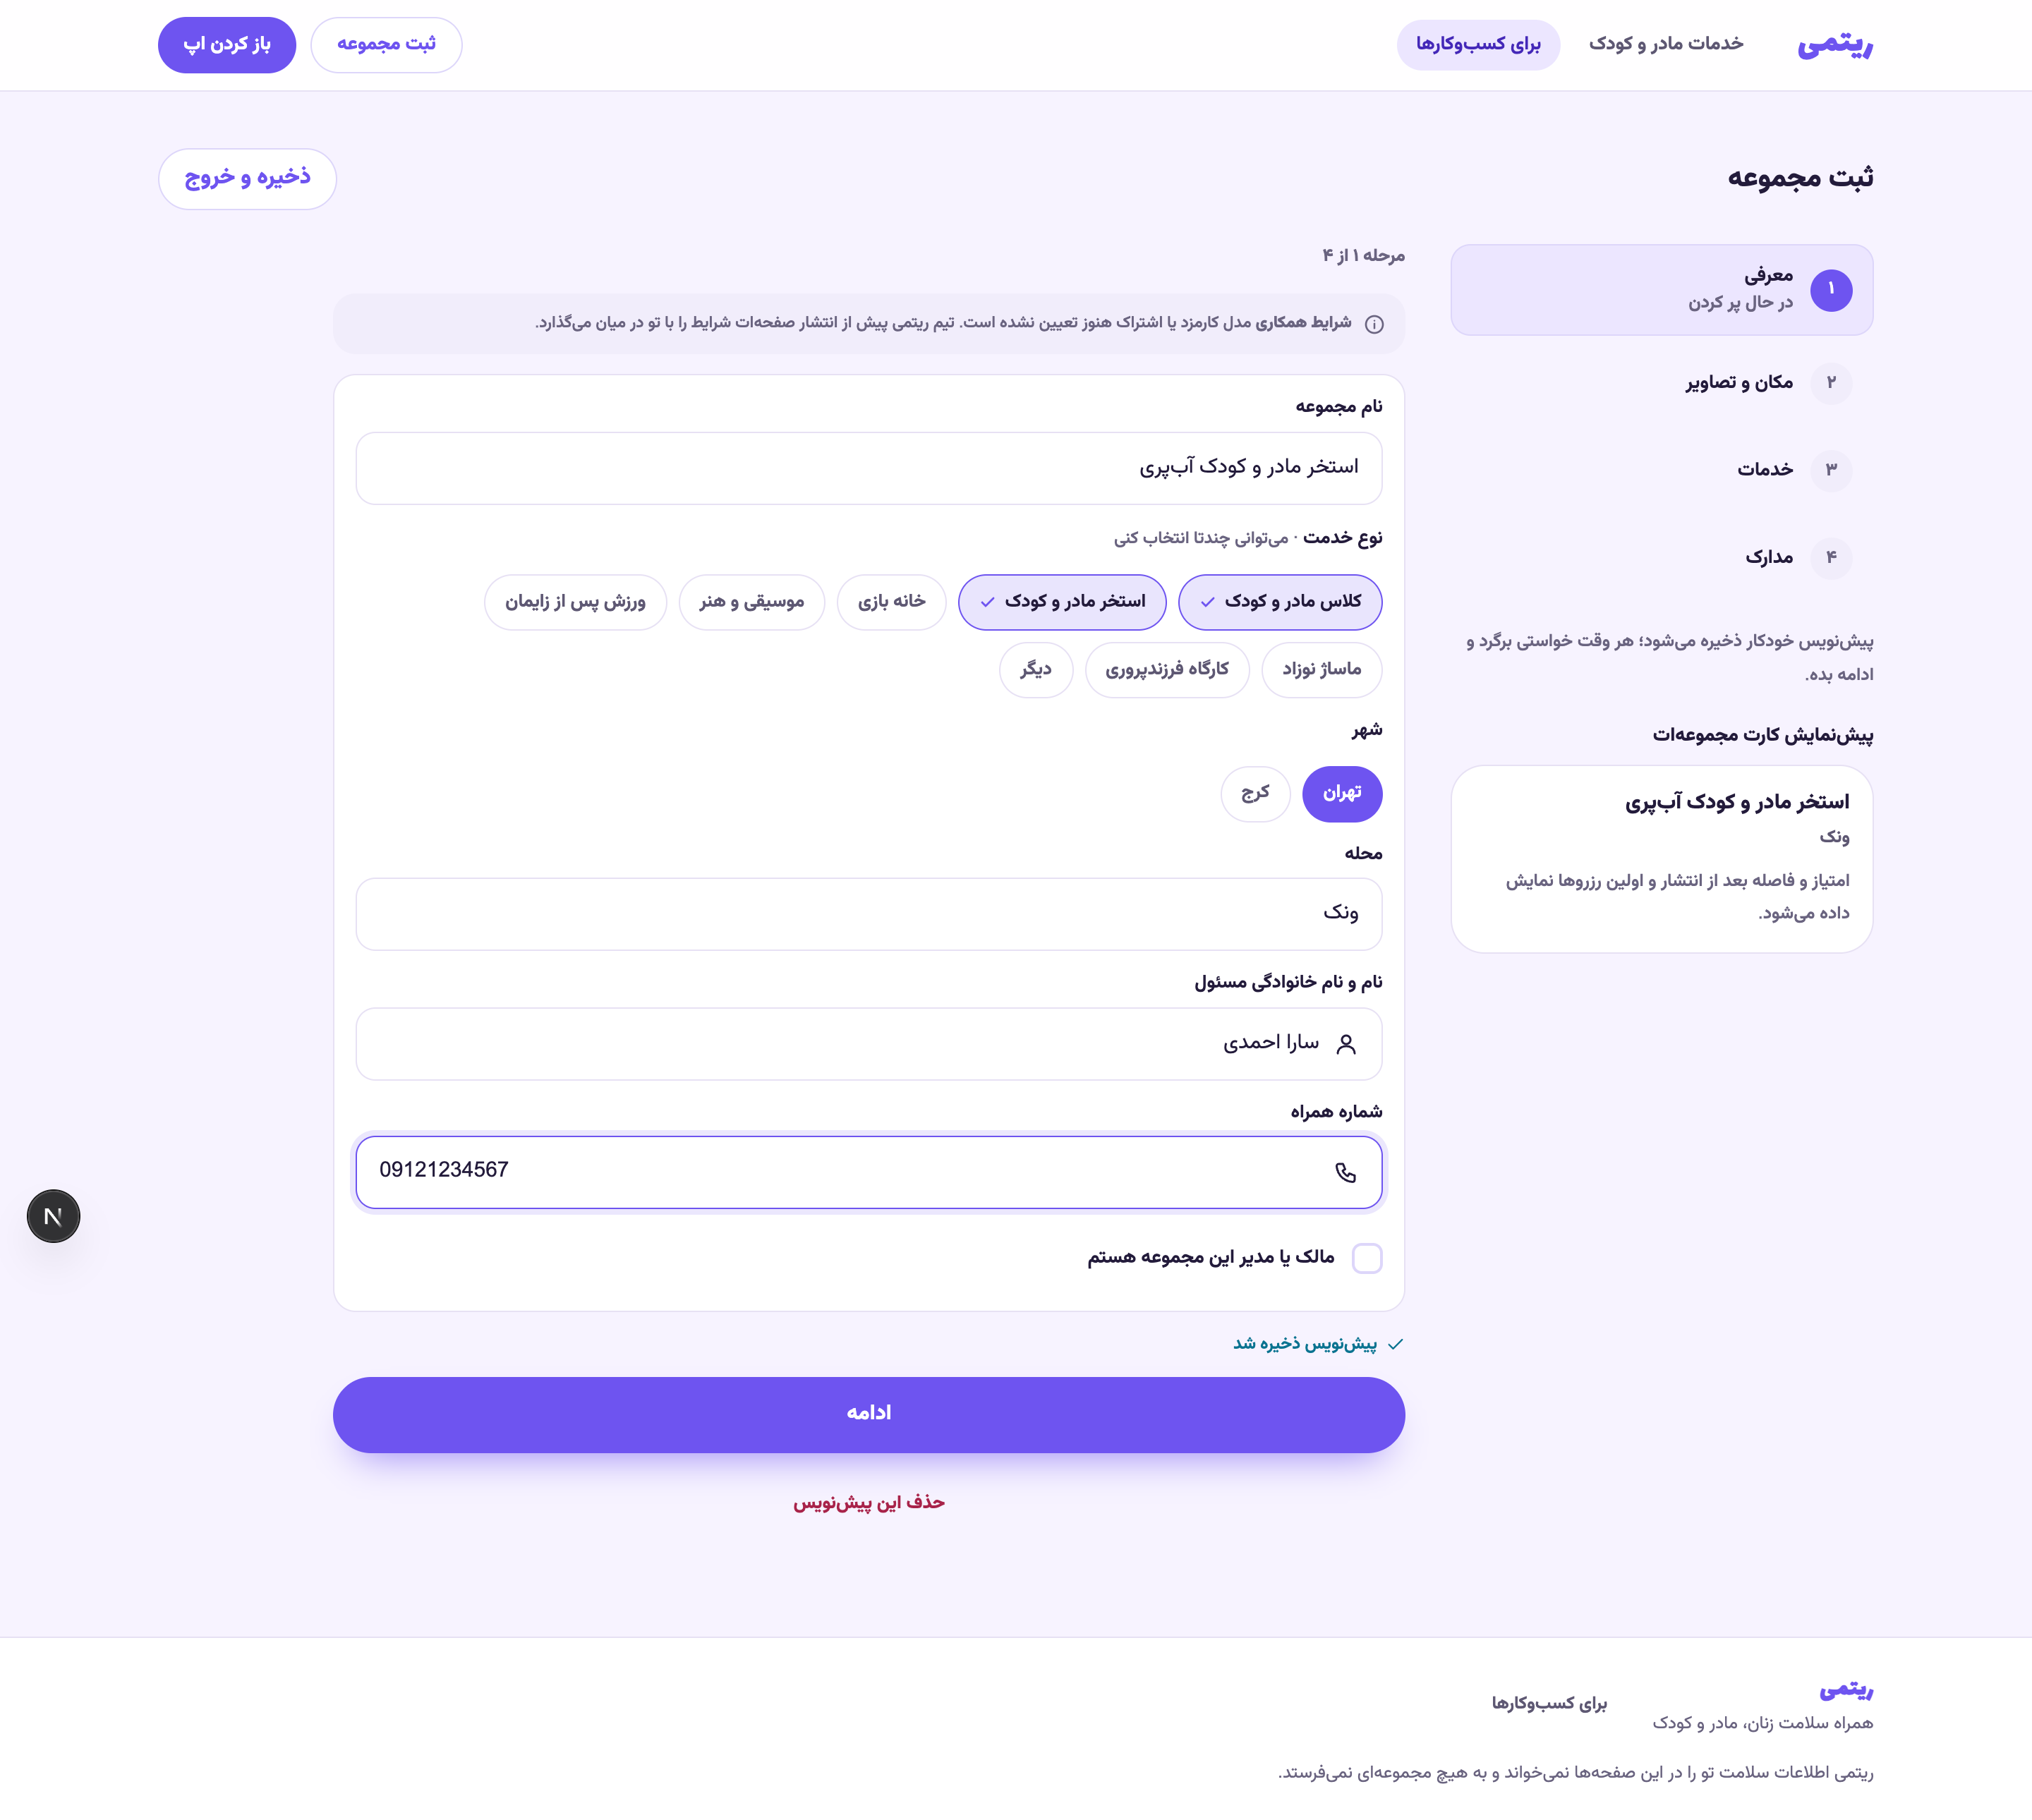 ریتمی
خدمات مادر و کودک
برای کسب‌وکارها
ثبت مجموعه
باز کردن اپ
ثبت مجموعه
ذخیره و خروج
۱
معرفی
در حال پر کردن
۲
مکان و تصاویر
۳
خدمات
۴
مدارک
پیش‌نویس خودکار ذخیره می‌شود؛ هر وقت خواستی برگرد و
ادامه بده.
پیش‌نمایش کارت مجموعه‌ات
استخر مادر و کودک آب‌پری
ونک
امتیاز و فاصله بعد از انتشار و اولین رزروها نمایش
داده می‌شود.
مرحله ۱ از ۴
شرایط همکاری مدل کارمزد یا اشتراک هنوز تعیین نشده است. تیم ریتمی پیش از انتشار صفحه‌ات شرایط را با تو در میان می‌گذارد.
نام مجموعه
استخر مادر و کودک آب‌پری
نوع خدمت · می‌توانی چندتا انتخاب کنی
کلاس مادر و کودک
استخر مادر و کودک
خانه بازی
موسیقی و هنر
ورزش پس از زایمان
ماساژ نوزاد
کارگاه فرزندپروری
دیگر
شهر
تهران
کرج
محله
ونک
نام و نام خانوادگی مسئول
سارا احمدی
شماره همراه
09121234567
مالک یا مدیر این مجموعه هستم
پیش‌نویس ذخیره شد
ادامه
حذف این پیش‌نویس
N
ریتمی
همراه سلامت زنان، مادر و کودک
برای کسب‌وکارها
ریتمی اطلاعات سلامت تو را در این صفحه‌ها نمی‌خواند و به هیچ مجموعه‌ای نمی‌فرستد.